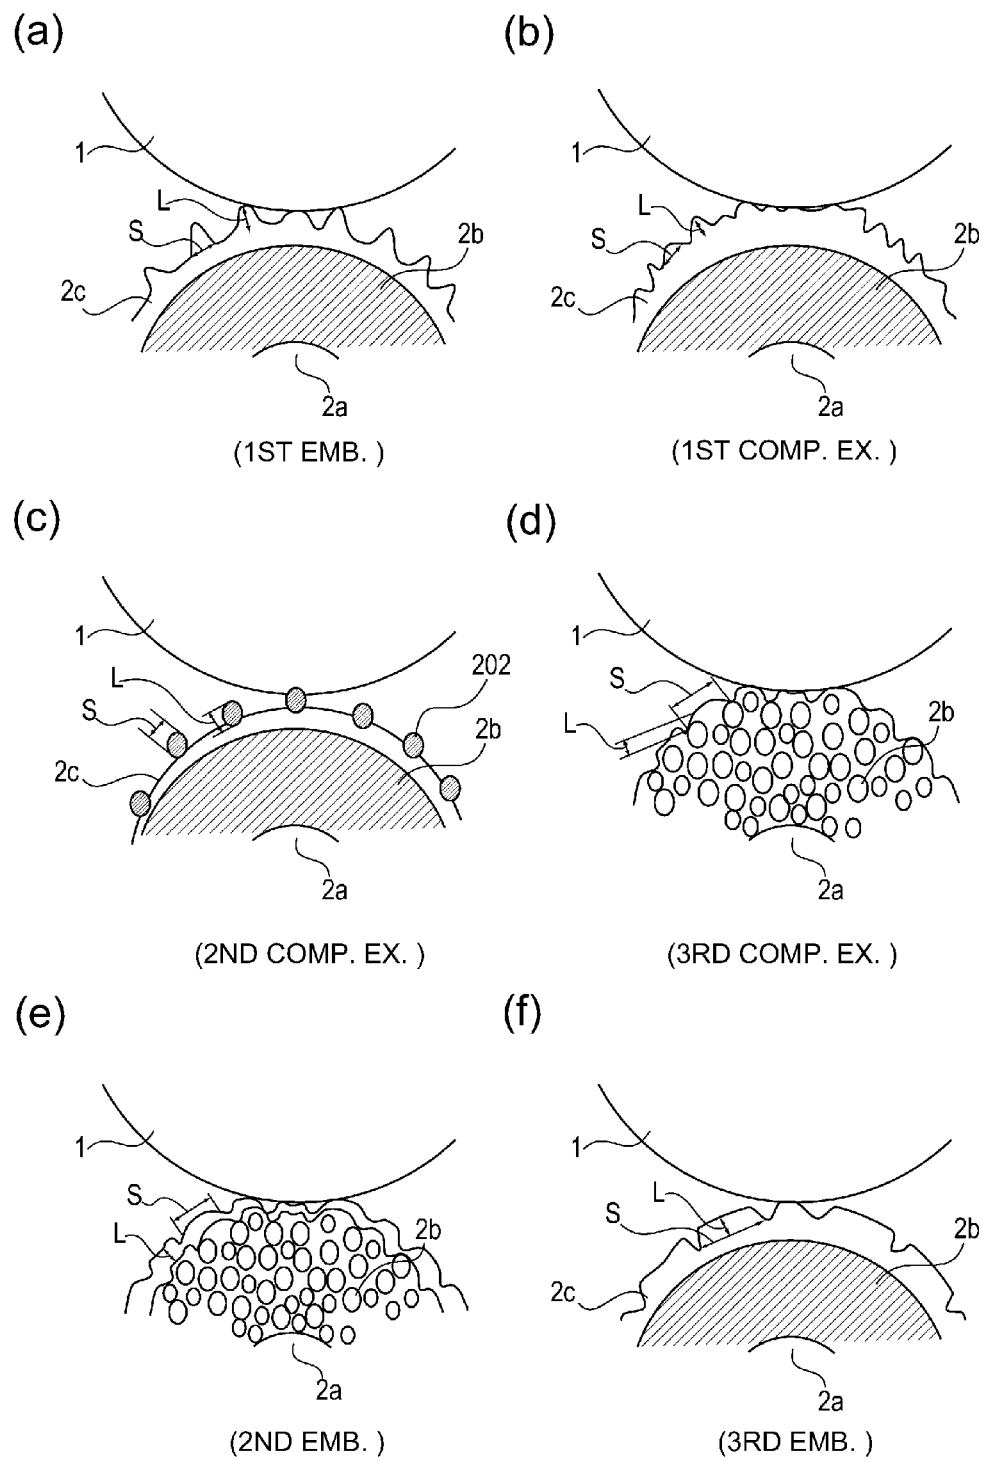 (a)
1
L
S
2b
2c
2a
(1ST EMB. )
(b)
1
L
S
2b
2c
2a
(1ST COMP. EX. )
(c)
1
L
202
S
2b
2c
2a
(2ND COMP. EX. )
(d)
1
S
L
2b
2a
(3RD COMP. EX. )
(e)
1
S
L
2b
2a
(2ND EMB. )
(f)
1
L
S
2b
2c
2a
(3RD EMB. )